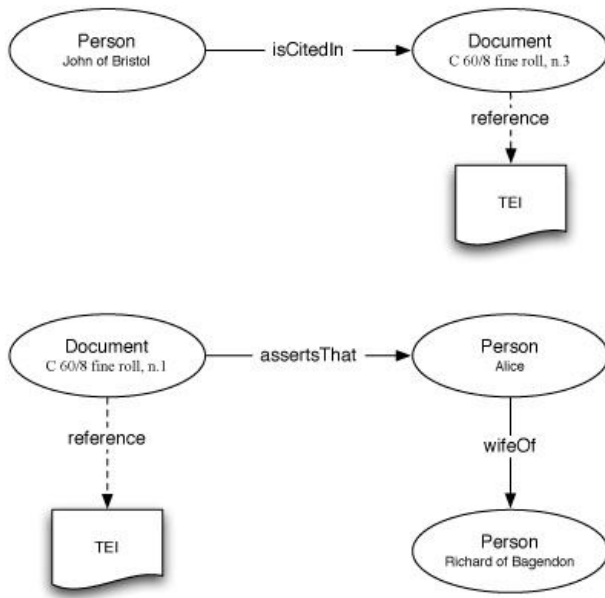 Person
John of Bristol
isCitedIn
Document
C 60/8 fine roll, n.3
reference
TEI
Document
C 60/8 fine roll, n.1
assertsThat
Person
Alice
reference
wifeOf
TEI
Person
Richard of Bagendon